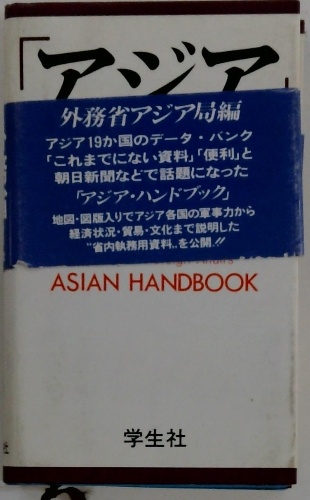 「アジア」
外務省アジア局編
アジア19か国のデータ・バンク
「これまでにない資料」「便利」と
朝日新聞などで話題になった
「アジア・ハンドブック」
地図・図版入りでアジア各国の軍事力から
経済状況・貿易・文化まで説明した
“省内執務用資料„を公開!!
ASIAN HANDBOOK
学生社
社